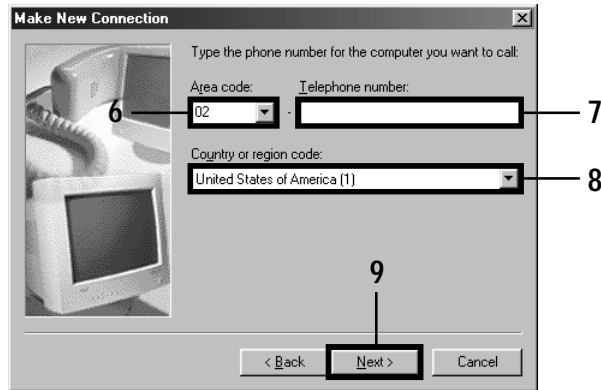 Make New Connection
Type the phone number for the computer you want to call:
Area code: Telephone number:
6 02 - 7
Country or region code:
United States of America (1) 8
9
< Back Next > Cancel